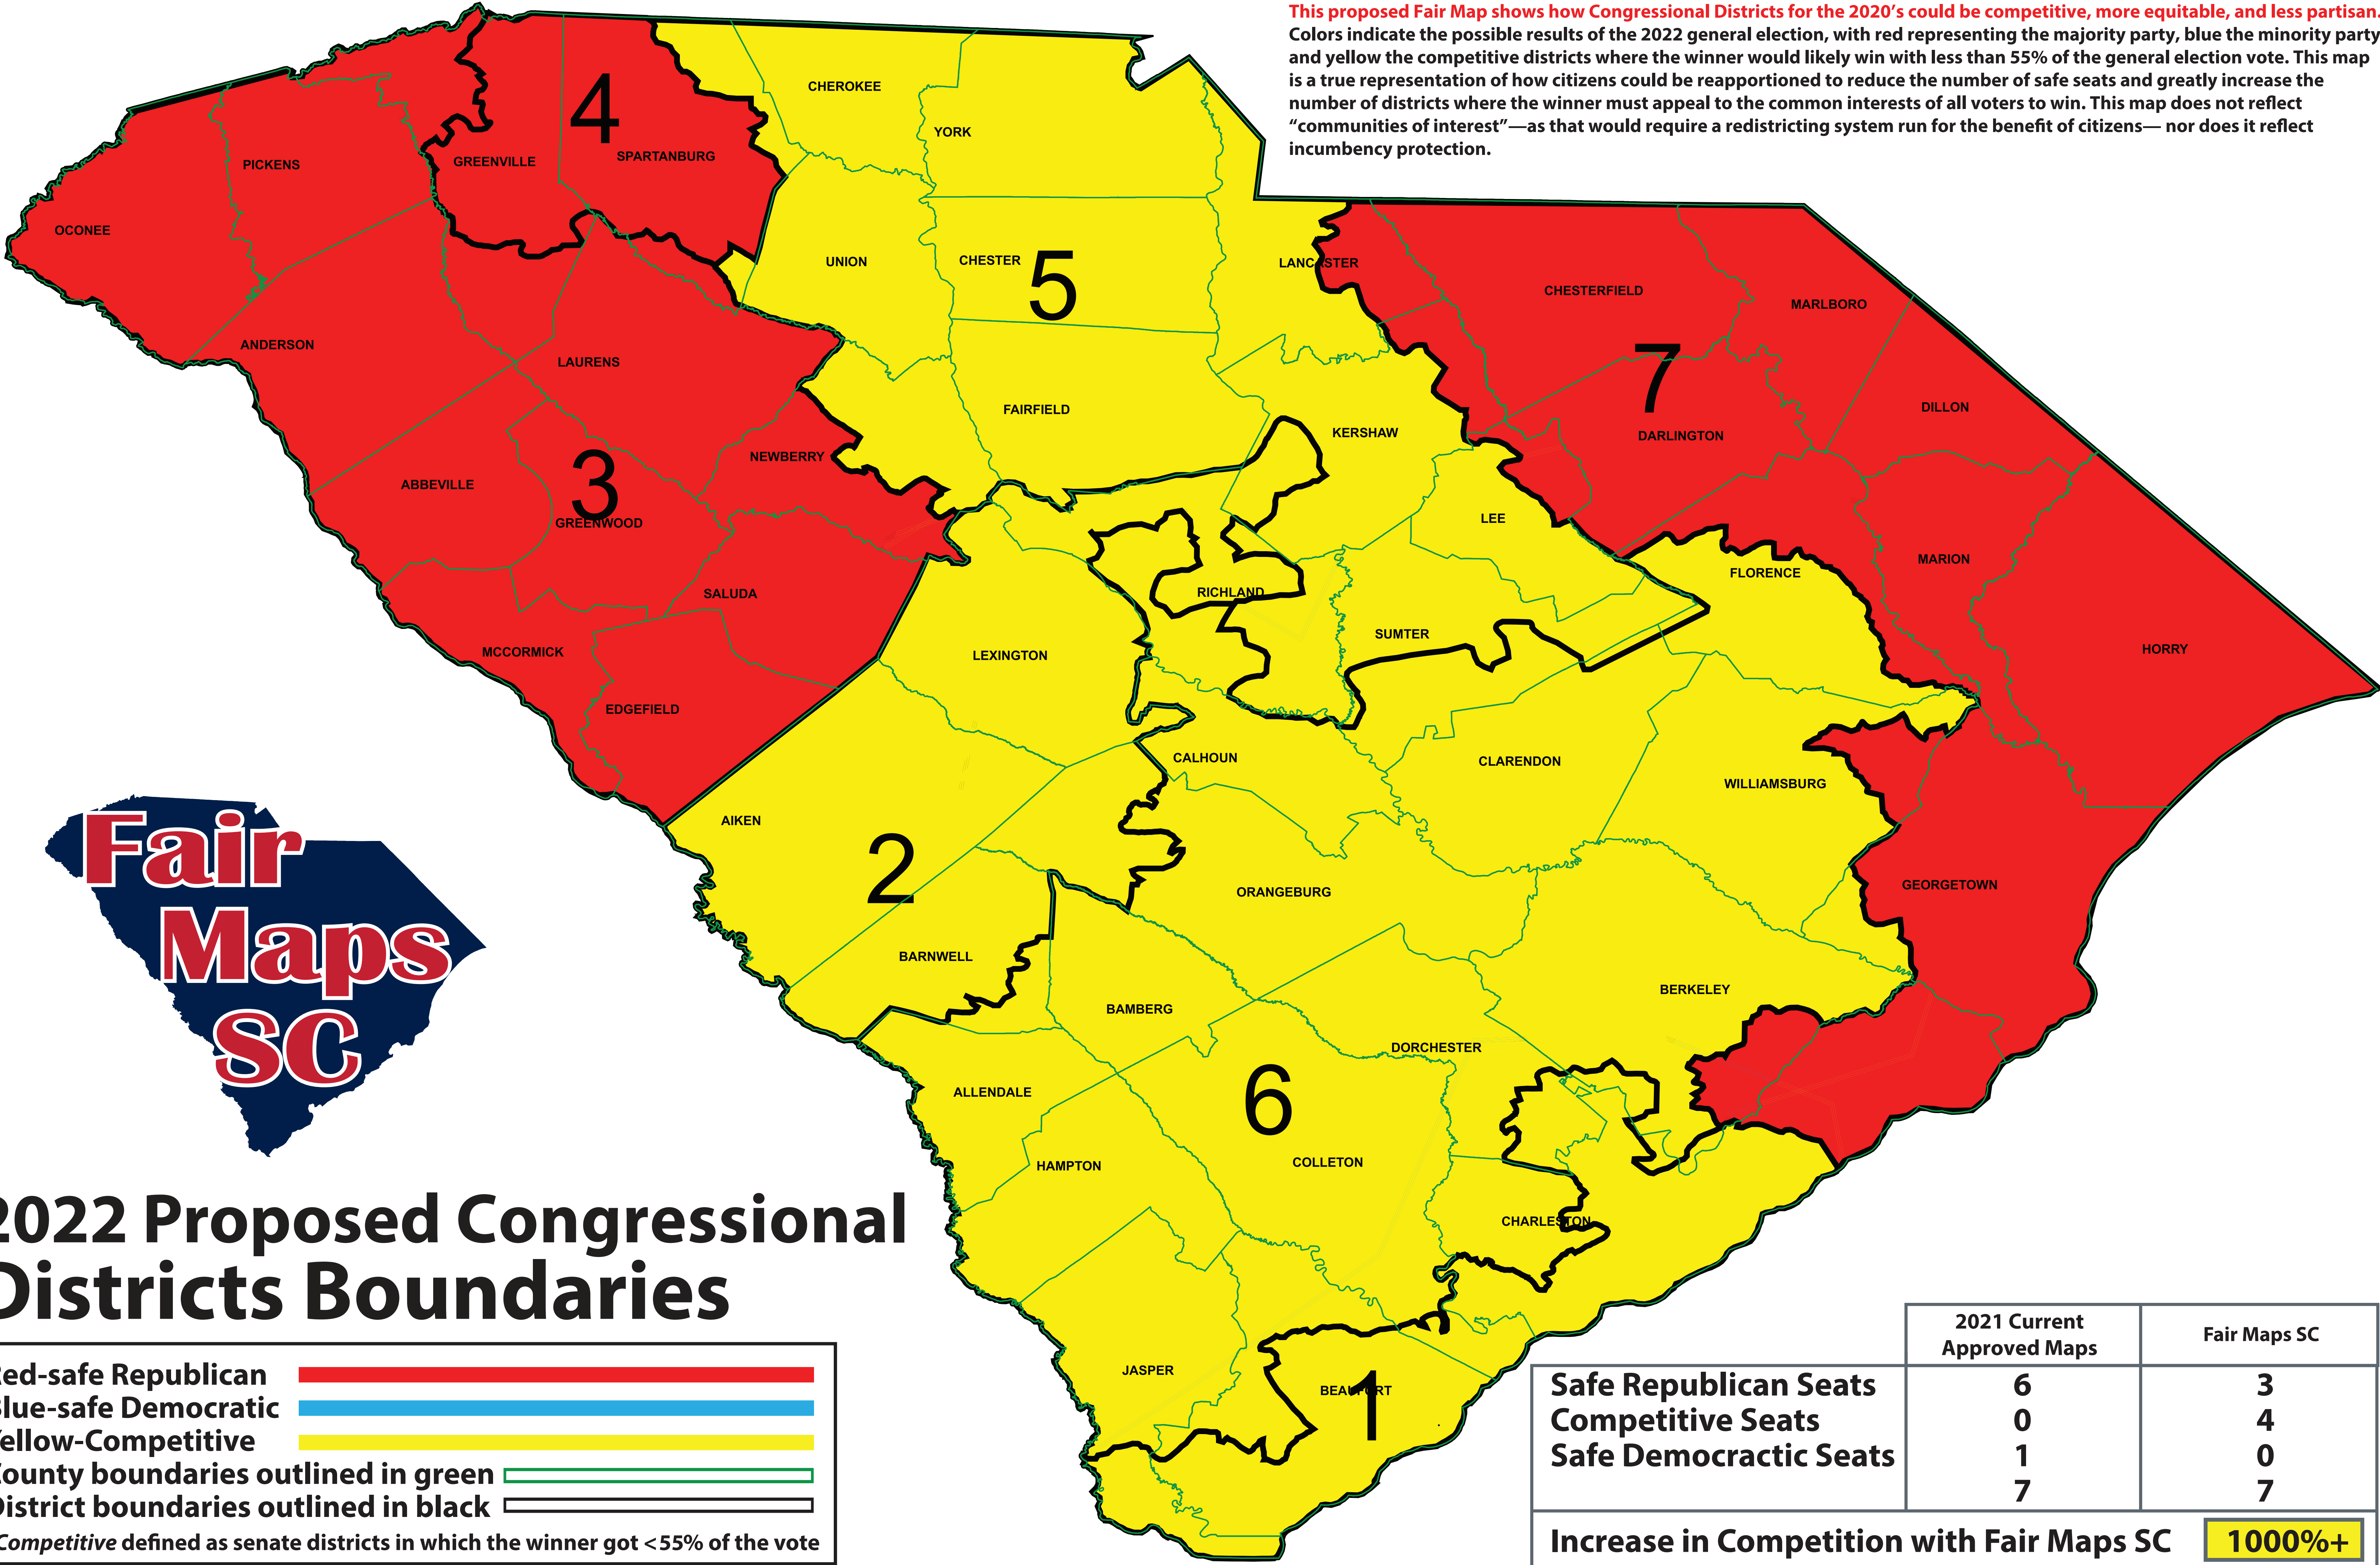 This proposed Fair Map shows how Congressional Districts for the 2020's could be competitive, more equitable, and less partisan.
Colors indicate the possible results of the 2022 general election, with red representing the majority party, blue the minority party
and yellow the competitive districts where the winner would likely win with less than 55% of the general election vote. This map
is a true representation of how citizens could be reapportioned to reduce the number of safe seats and greatly increase the
number of districts where the winner must appeal to the common interests of all voters to win. This map does not reflect
“communities of interest”—as that would require a redistricting system run for the benefit of citizens— nor does it reflect
incumbency protection.
CHEROKEE
YORK
4
GREENVILLE
SPARTANBURG
PICKENS
OCONEE
UNION
CHESTER
5
LANCASTER
CHESTERFIELD
MARLBORO
ANDERSON
LAURENS
7
FAIRFIELD
KERSHAW
DARLINGTON
DILLON
NEWBERRY
ABBEVILLE
3
GREENWOOD
LEE
MARION
FLORENCE
SALUDA
RICHLAND
SUMTER
MCCORMICK
LEXINGTON
HORRY
EDGEFIELD
CALHOUN
CLARENDON
WILLIAMSBURG
AIKEN
2
ORANGEBURG
GEORGETOWN
BARNWELL
BERKELEY
BAMBERG
DORCHESTER
ALLENDALE
6
HAMPTON
COLLETON
CHARLESTON
JASPER
BEAUFORT
1
Fair
Maps
SC
2022 Proposed Congressional
Districts Boundaries
Red-safe Republican
Blue-safe Democratic
Yellow-Competitive
County boundaries outlined in green
District boundaries outlined in black
Competitive defined as senate districts in which the winner got <55% of the vote
2021 Current
Approved Maps
Fair Maps SC
Safe Republican Seats 6 3
Competitive Seats 0 4
Safe Democractic Seats 1 0
7 7
Increase in Competition with Fair Maps SC 1000%+